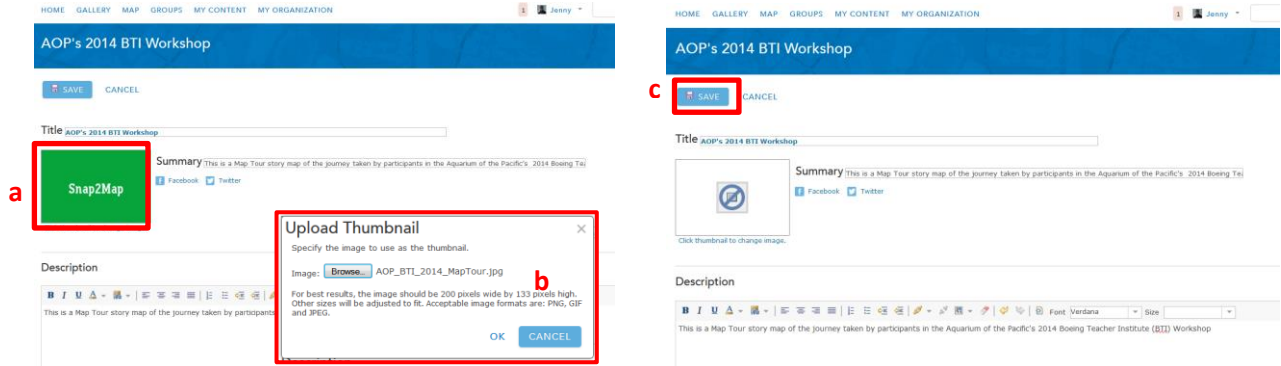 HOME GALLERY MAP GROUPS MY CONTENT MY ORGANIZATION 1 Jenny
AOP's 2014 BTI Workshop
SAVE CANCEL
Title AOP's 2014 BTI Workshop
a
Snap2Map
Summary This is a Map Tour story map of the journey taken by participants in the Aquarium of the Pacific's 2014 Boeing Tea
Facebook Twitter
Upload Thumbnail ×
Specify the image to use as the thumbnail.
Image: Browse... AOP_BTI_2014_MapTour.jpg
b
For best results, the image should be 200 pixels wide by 133 pixels high.
Other sizes will be adjusted to fit. Acceptable image formats are: PNG, GIF
and JPEG.
OK CANCEL
Description
B I U A
This is a Map Tour story map of the journey taken by participants
HOME GALLERY MAP GROUPS MY CONTENT MY ORGANIZATION 1 Jenny
AOP's 2014 BTI Workshop
c
SAVE CANCEL
Title AOP's 2014 BTI Workshop
Summary This is a Map Tour story map of the journey taken by participants in the Aquarium of the Pacific's 2014 Boeing Tea
Facebook Twitter
Click thumbnail to change image.
Description
B I U A Font Verdana Size
This is a Map Tour story map of the journey taken by participants in the Aquarium of the Pacific's 2014 Boeing Teacher Institute (BTI) Workshop